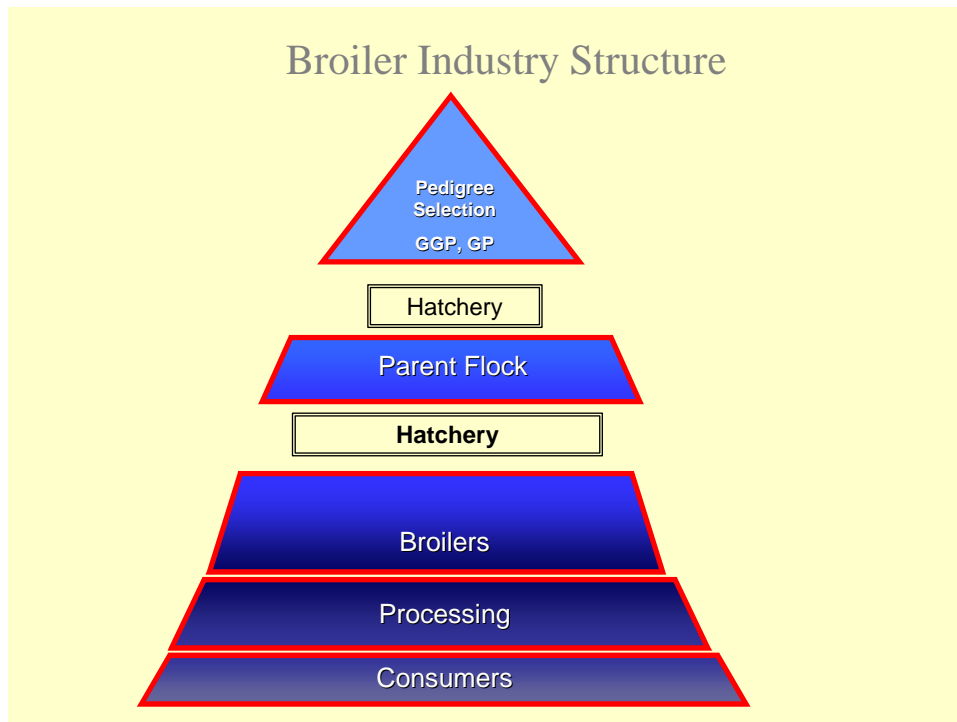 Broiler Industry Structure
Pedigree
Selection
GGP, GP
Hatchery
Parent Flock
Hatchery
Broilers
Processing
Consumers